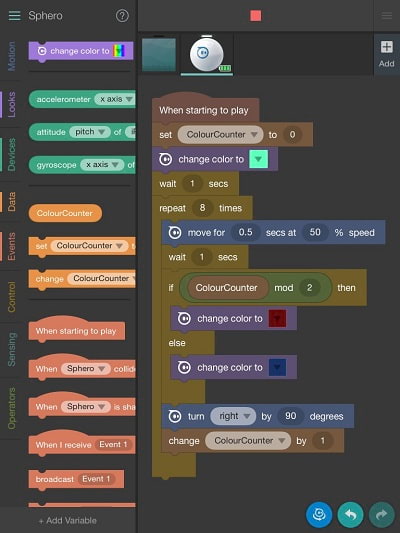 Sphero
?
Motion
Looks
Devices
Data
Events
Control
Sensing
Operators
change color to
accelerometer x axis of
attitude pitch of
gyroscope x axis of
ColourCounter
set ColourCounter
change ColourCounter
When starting to play
When Sphero collide
When Sphero is sha
When I receive Event 1
broadcast Event 1
+ Add Variable
Add
When starting to play
set ColourCounter to 0
change color to
wait 1 secs
repeat 8 times
move for 0.5 secs at 50 % speed
wait 1 secs
if ColourCounter mod 2 then
change color to
else
change color to
turn right by 90 degrees
change ColourCounter by 1